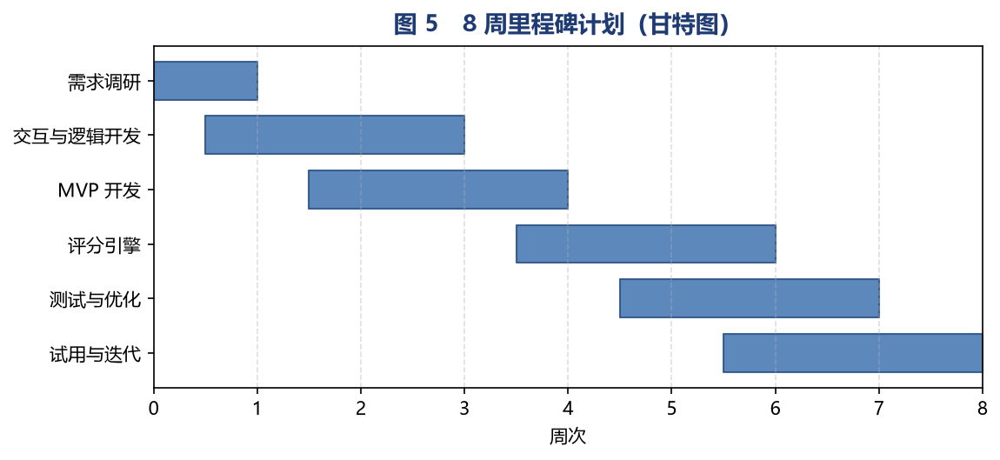 图 5　8 周里程碑计划（甘特图）
需求调研
交互与逻辑开发
MVP 开发
评分引擎
测试与优化
试用与迭代
0 1 2 3 4 5 6 7 8
周次